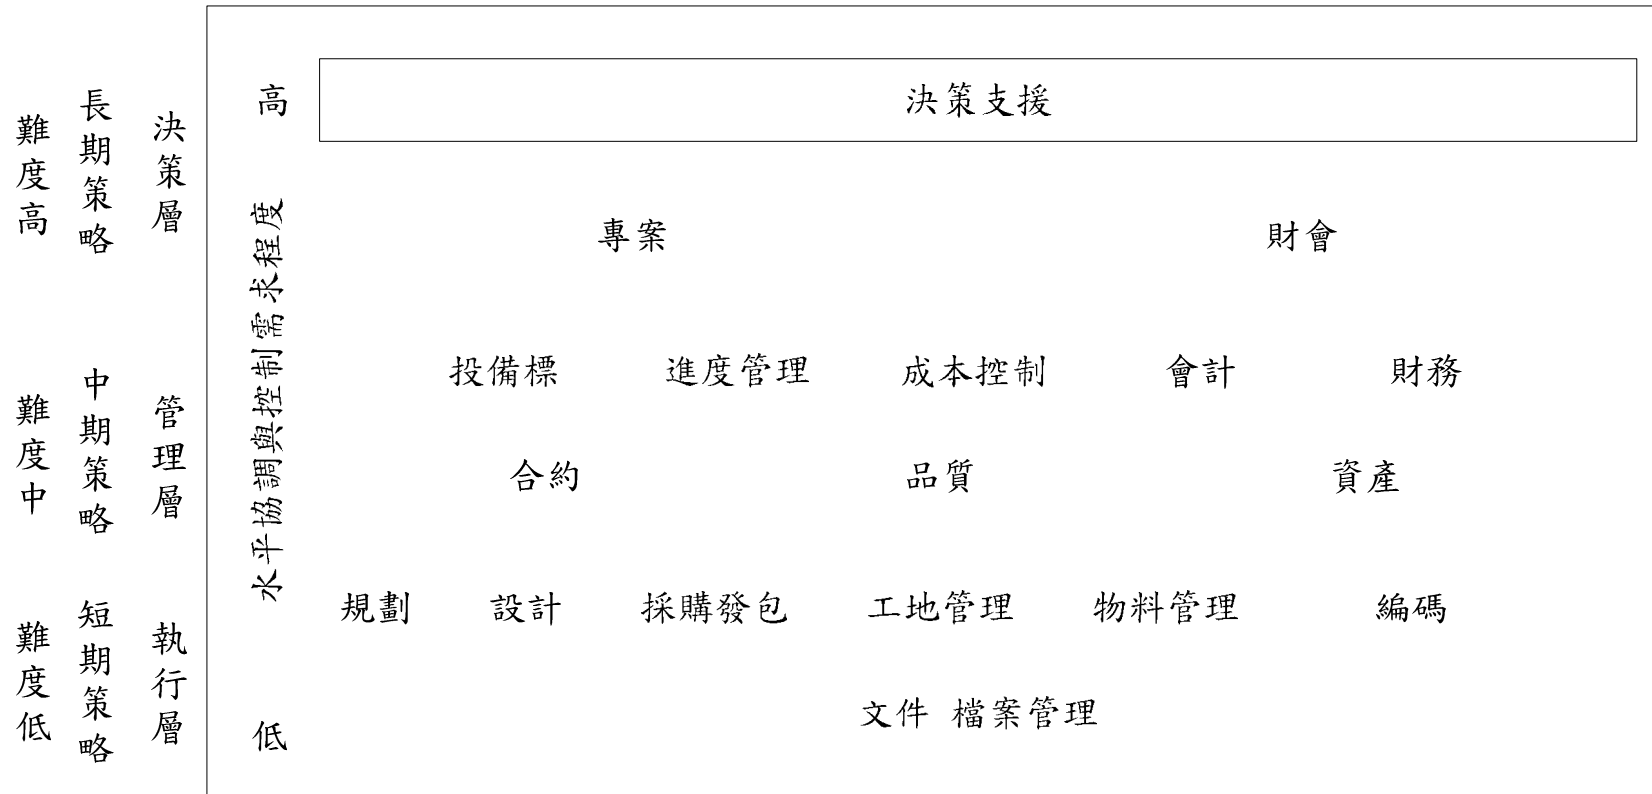 難度高
長期策略
決策層
高
決策支援
專案
財會
水平協調與控制需求程度
難度中
中期策略
管理層
投備標
進度管理
成本控制
會計
財務
合約
品質
資產
難度低
短期策略
執行層
規劃
設計
採購發包
工地管理
物料管理
編碼
低
文件 檔案管理